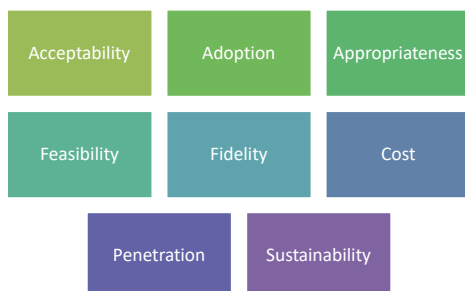 Acceptability
Adoption
Appropriateness
Feasibility
Fidelity
Cost
Penetration
Sustainability